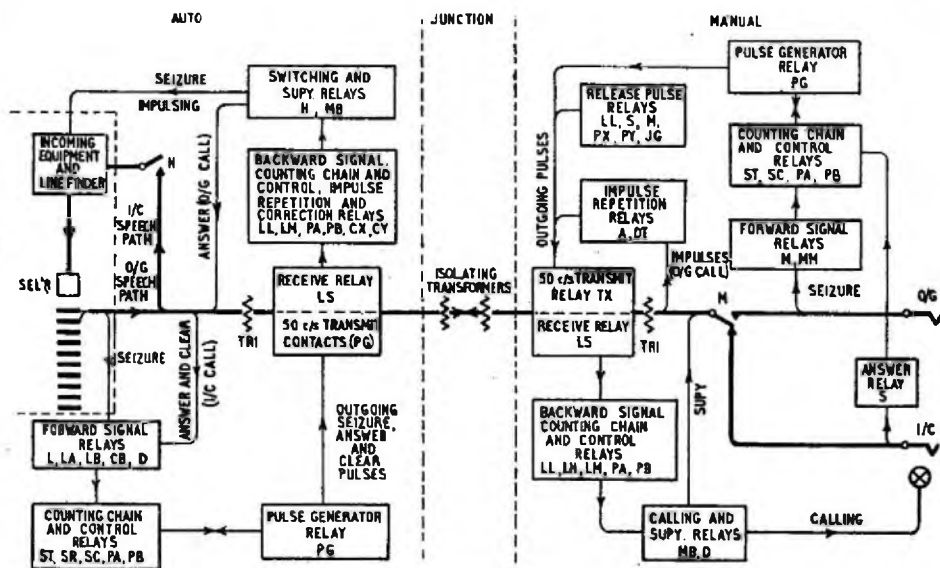 AUTO
JUNCTION
MANUAL
SEIZURE
IMPULSING
SWITCHING AND
SUPY. RELAYS
H, MB
INCOMING
EQUIPMENT
AND
LINE FINDER
H
I/C
SPEECH
PATH
O/G
SPEECH
PATH
ANSWER (O/G CALL)
BACKWARD SIGNAL,
COUNTING CHAIN
AND CONTROL, IMPULSE
REPETITION AND
CORRECTION RELAYS
LL, LM, PA, PB, CX, CY
SEL'R
SEIZURE
ANSWER AND CLEAR
(I/C CALL)
TRI
RECEIVE RELAY
LS
50 c/s TRANSMIT
CONTACTS (PG)
FORWARD SIGNAL
RELAYS
L, LA, LB, CB, D
OUTGOING
SEIZURE,
ANSWER
AND
CLEAR
PULSES
COUNTING CHAIN
AND CONTROL
RELAYS
ST, SR, SC, PA, PB
PULSE GENERATOR
RELAY
PG
ISOLATING
TRANSFORMERS
PULSE GENERATOR
RELAY
PG
RELEASE PULSE
RELAYS
LL, S, M,
PX, PY, JG
OUTGOING PULSES
IMPULSE
REPETITION
RELAYS
A, DT
COUNTING CHAIN
AND CONTROL
RELAYS
ST, SC, PA, PB
FORWARD SIGNAL
RELAYS
M, MM
IMPULSES
(O/G CALL)
50 c/s TRANSMIT
RELAY TX
RECEIVE RELAY
LS
TRI
M
SEIZURE
O/G
SUPY
ANSWER
RELAY
S
I/C
BACKWARD SIGNAL
COUNTING CHAIN
AND CONTROL
RELAYS
LL, LH, LM, PA, PB
CALLING AND
SUPY. RELAYS
MB, D
CALLING